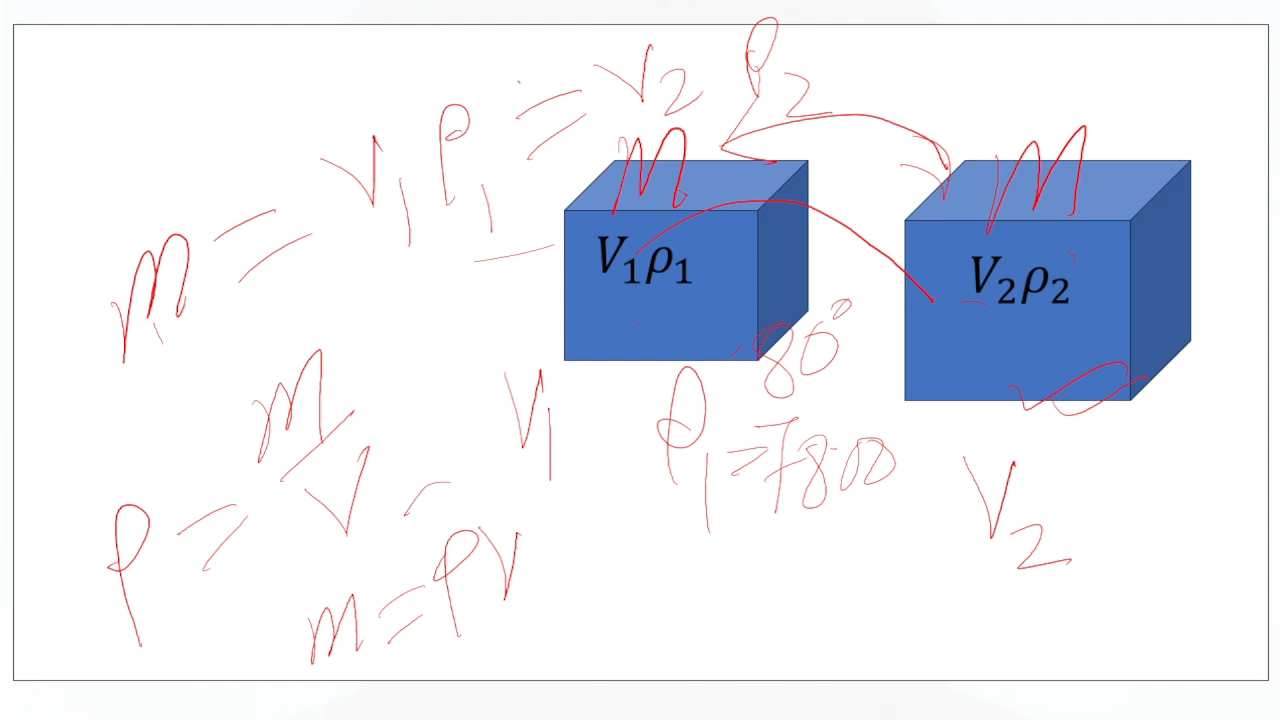 m = V₁ρ₁ = V₂ρ₂
m
m
V₁ρ₁
V₂ρ₂
80°
V₁
ρ₁ = 7800
V₂
ρ = m/V
m = ρV